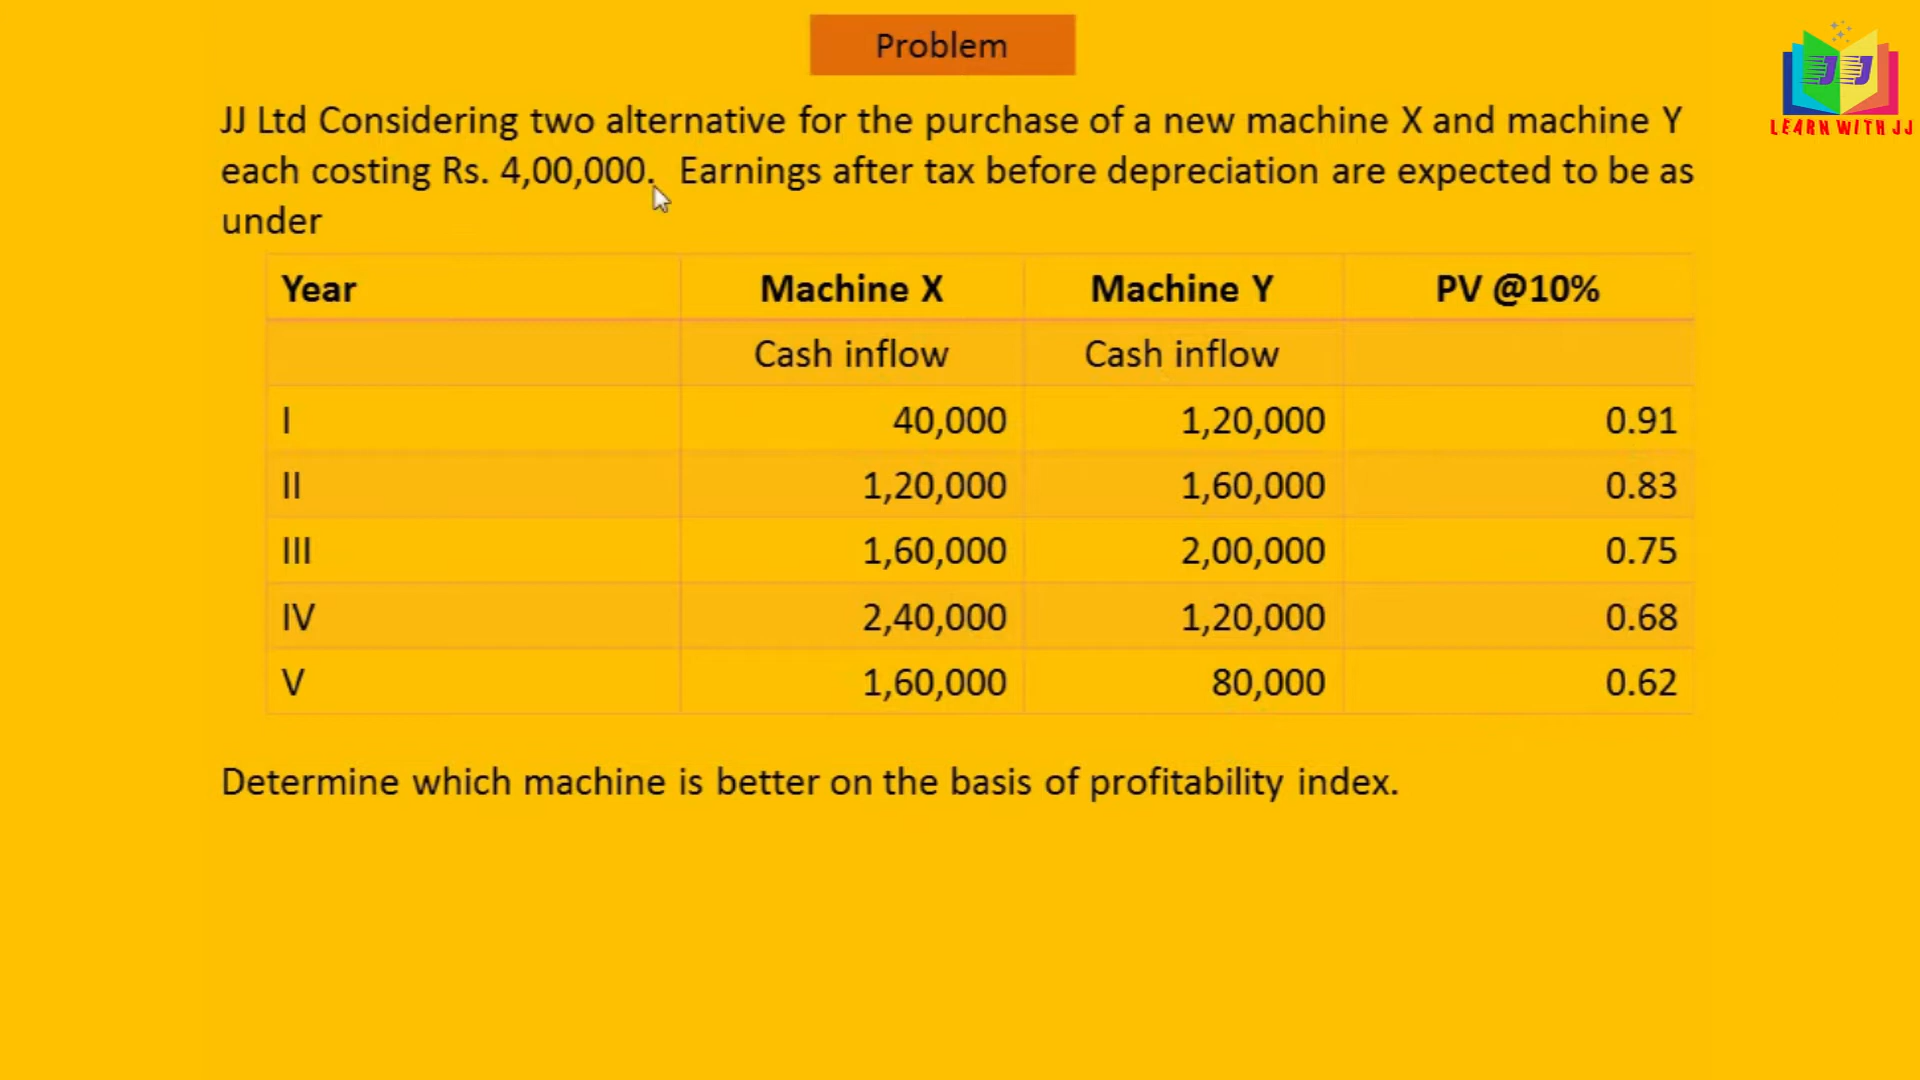 Problem
JJ Ltd Considering two alternative for the purchase of a new machine X and machine Y
each costing Rs. 4,00,000. Earnings after tax before depreciation are expected to be as
under
Year Machine X Machine Y PV @10%
Cash inflow Cash inflow
I 40,000 1,20,000 0.91
II 1,20,000 1,60,000 0.83
III 1,60,000 2,00,000 0.75
IV 2,40,000 1,20,000 0.68
V 1,60,000 80,000 0.62
Determine which machine is better on the basis of profitability index.
JJ
LEARN WITH JJ